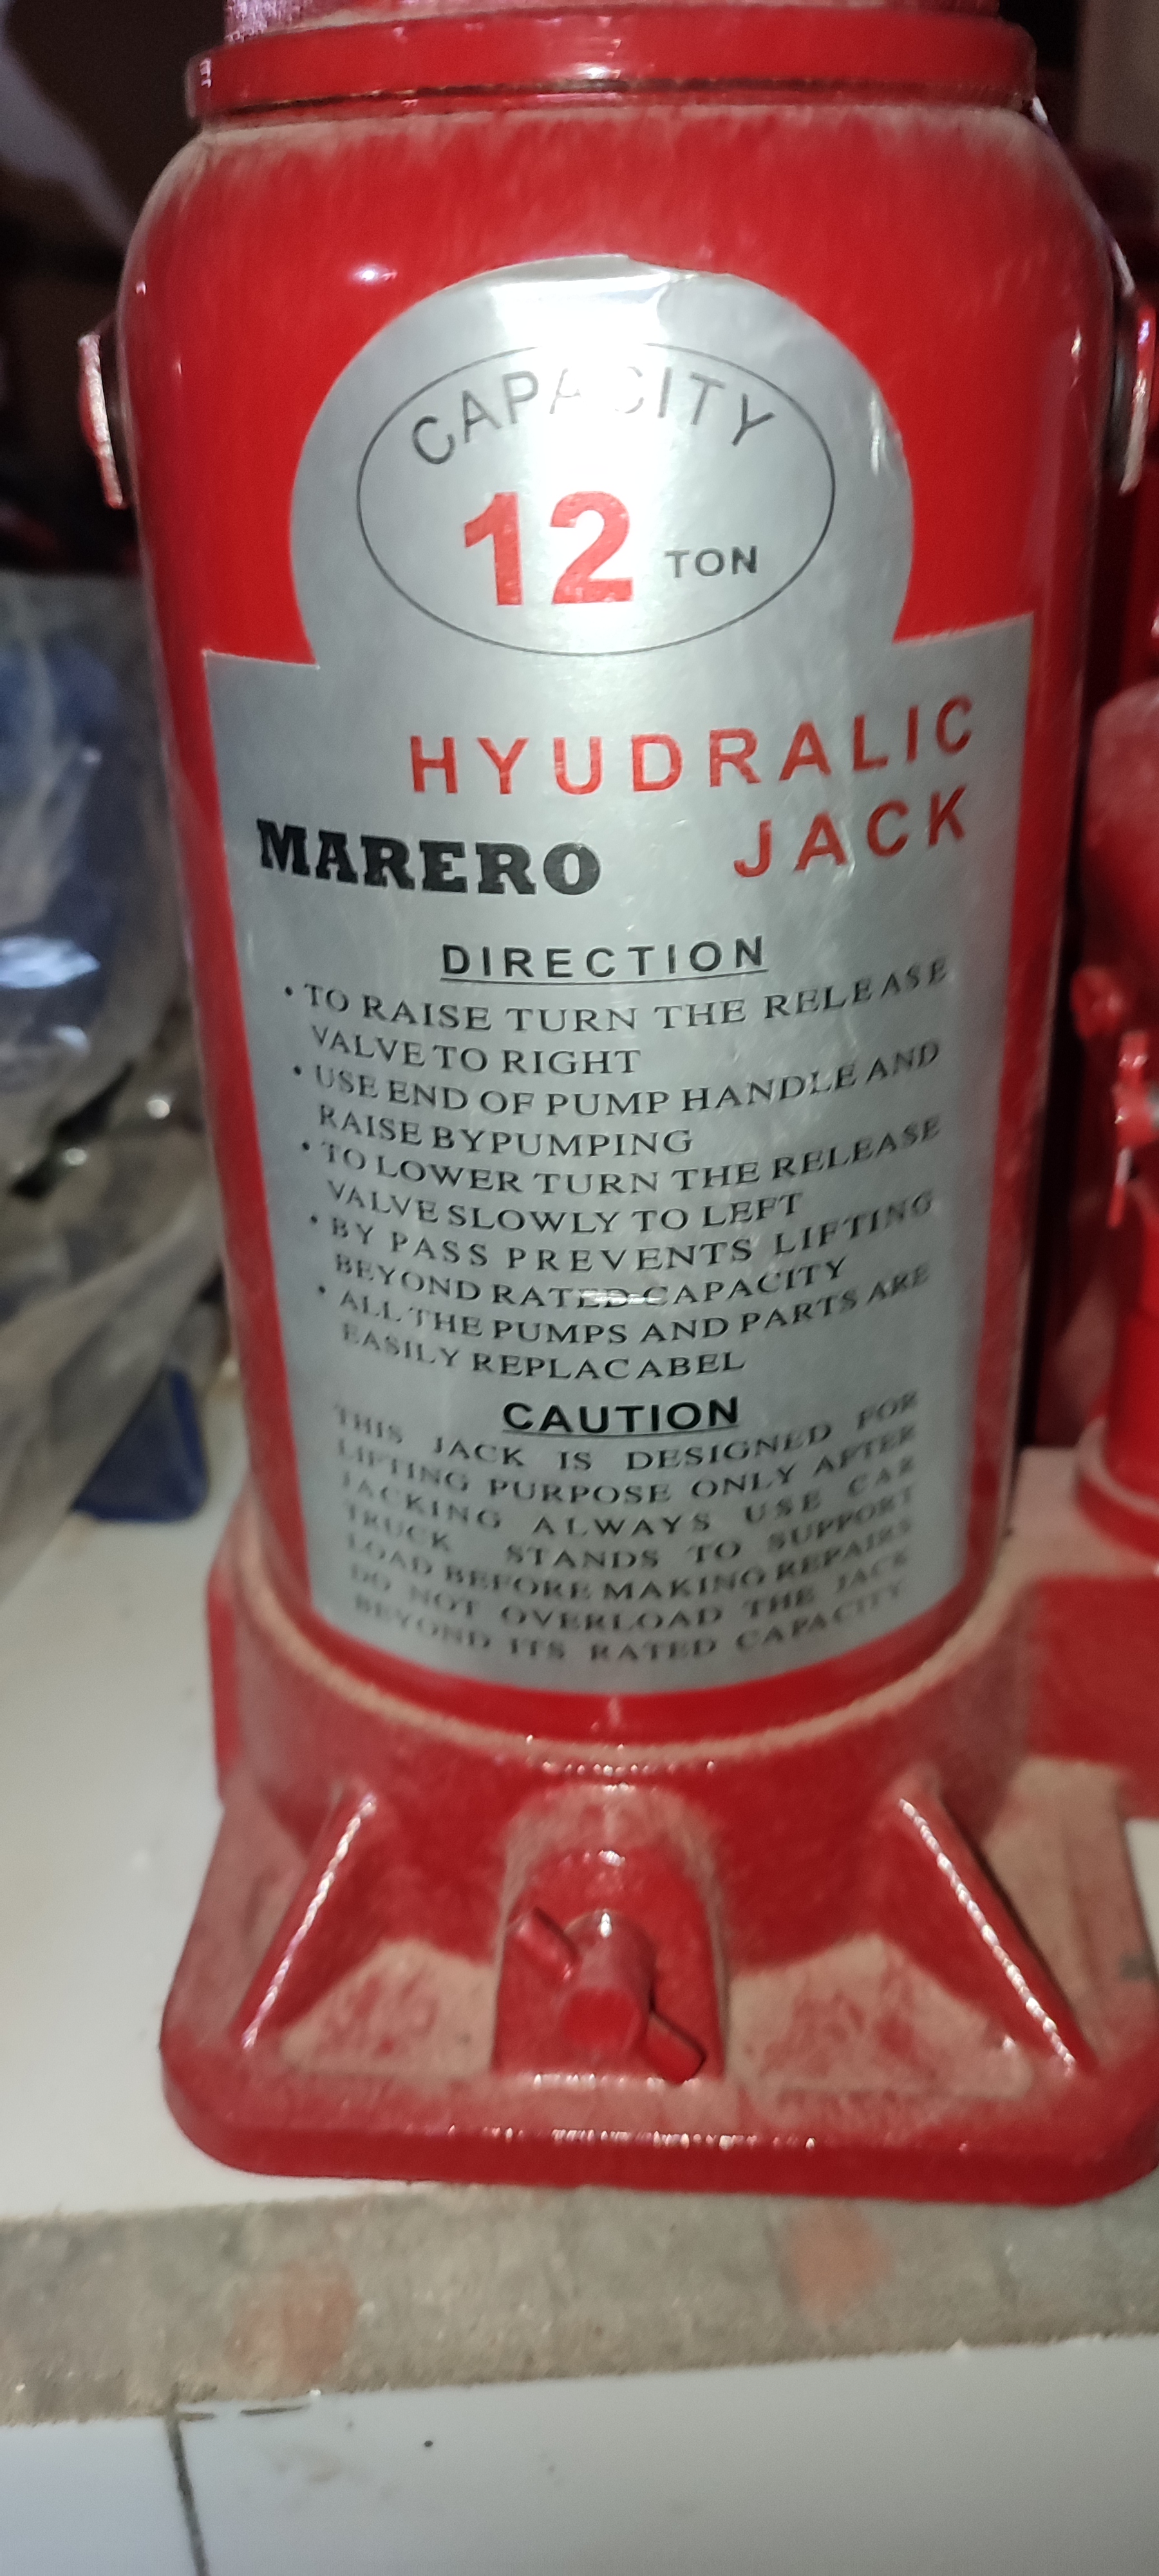 CAPACITY
12 TON
HYUDRALIC
MARERO JACK
DIRECTION
• TO RAISE TURN THE RELEASE
VALVE TO RIGHT
• USE END OF PUMP HANDLE AND
RAISE BYPUMPING
• TO LOWER TURN THE RELEASE
VALVE SLOWLY TO LEFT
• BY PASS PREVENTS LIFTING
BEYOND RATED CAPACITY
• ALL THE PUMPS AND PARTS ARE
EASILY REPLACABEL
CAUTION
THIS JACK IS DESIGNED FOR
LIFTING PURPOSE ONLY AFTER
JACKING ALWAYS USE CAR
TRUCK STANDS TO SUPPORT
LOAD BEFORE MAKING REPAIRS
DO NOT OVERLOAD THE JACK
BEYOND ITS RATED CAPACITY